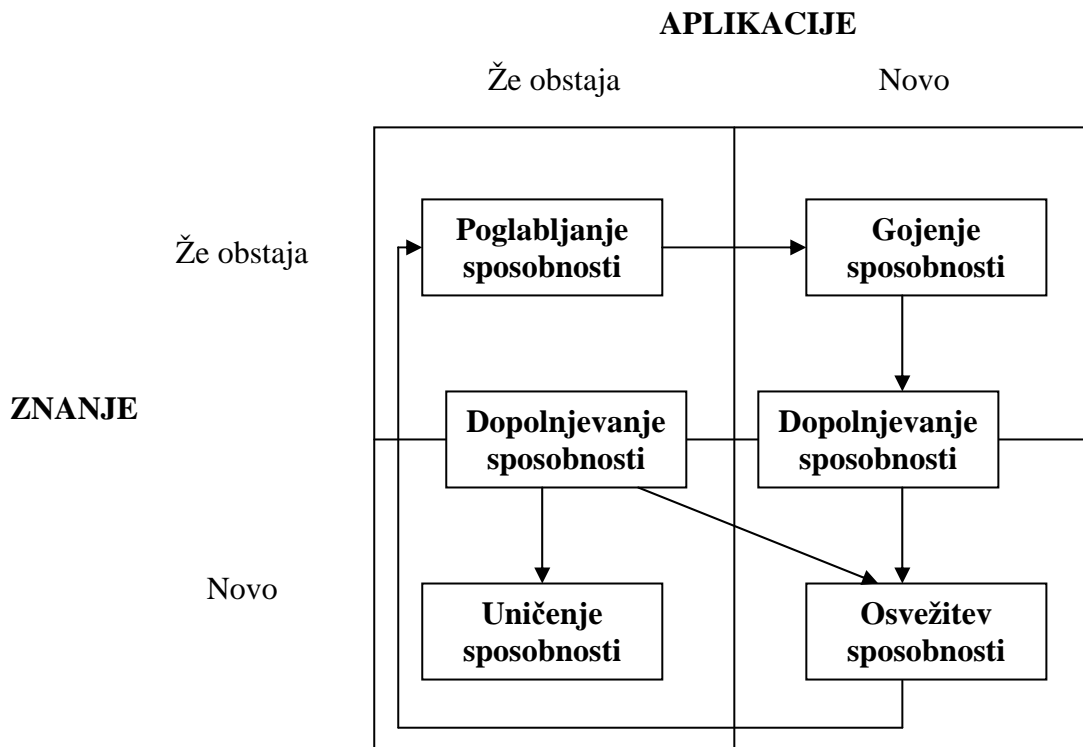 APLIKACIJE
Že obstaja
Novo
Že obstaja
Poglabljanje
sposobnosti
Gojenje
sposobnosti
ZNANJE
Dopolnjevanje
sposobnosti
Dopolnjevanje
sposobnosti
Novo
Uničenje
sposobnosti
Osvežitev
sposobnosti